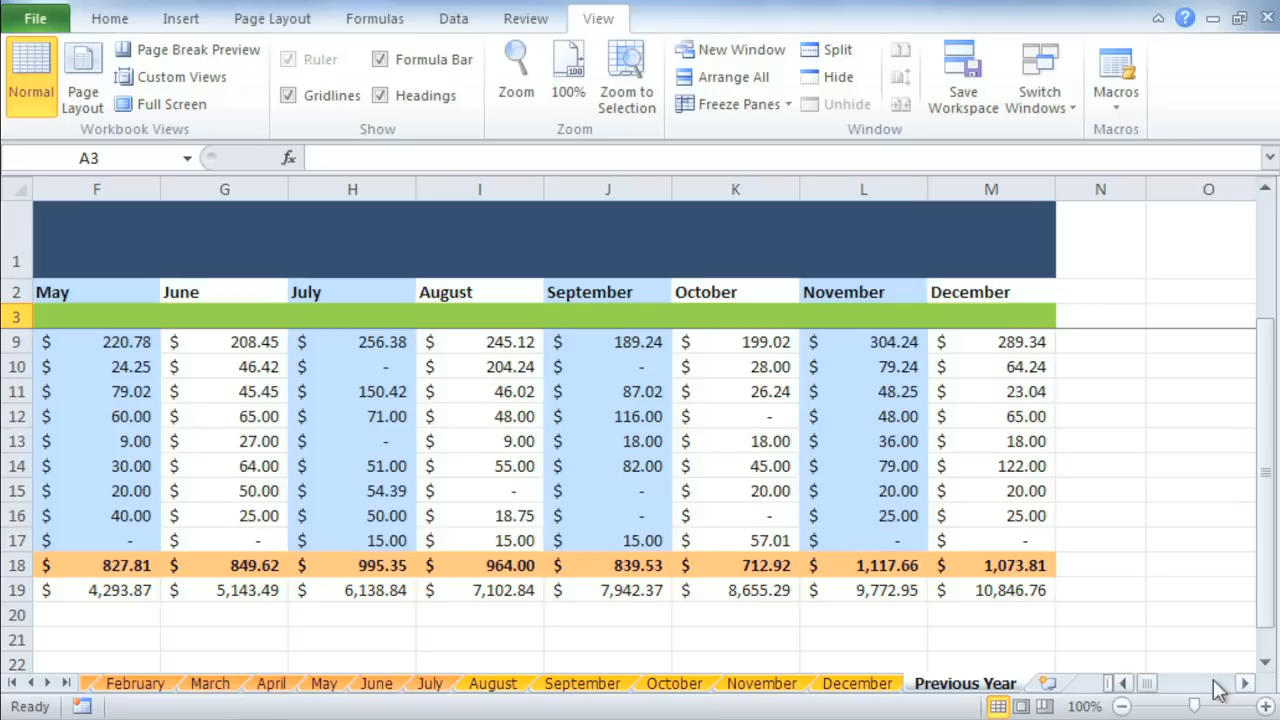 File Home Insert Page Layout Formulas Data Review View
Normal Page Layout Page Break Preview Custom Views Full Screen
Workbook Views
Ruler Formula Bar Gridlines Headings
Show
Zoom 100% Zoom to Selection
Zoom
New Window Arrange All Freeze Panes Split Hide Unhide Save Workspace Switch Windows
Window
Macros
Macros
A3 fx
F G H I J K L M N O
1
2 May June July August September October November December
3
9 $ 220.78 $ 208.45 $ 256.38 $ 245.12 $ 189.24 $ 199.02 $ 304.24 $ 289.34
10 $ 24.25 $ 46.42 $ - $ 204.24 $ - $ 28.00 $ 79.24 $ 64.24
11 $ 79.02 $ 45.45 $ 150.42 $ 46.02 $ 87.02 $ 26.24 $ 48.25 $ 23.04
12 $ 60.00 $ 65.00 $ 71.00 $ 48.00 $ 116.00 $ - $ 48.00 $ 65.00
13 $ 9.00 $ 27.00 $ - $ 9.00 $ 18.00 $ 18.00 $ 36.00 $ 18.00
14 $ 30.00 $ 64.00 $ 51.00 $ 55.00 $ 82.00 $ 45.00 $ 79.00 $ 122.00
15 $ 20.00 $ 50.00 $ 54.39 $ - $ - $ 20.00 $ 20.00 $ 20.00
16 $ 40.00 $ 25.00 $ 50.00 $ 18.75 $ - $ - $ 25.00 $ 25.00
17 $ - $ - $ 15.00 $ 15.00 $ 15.00 $ 57.01 $ - $ -
18 $ 827.81 $ 849.62 $ 995.35 $ 964.00 $ 839.53 $ 712.92 $ 1,117.66 $ 1,073.81
19 $ 4,293.87 $ 5,143.49 $ 6,138.84 $ 7,102.84 $ 7,942.37 $ 8,655.29 $ 9,772.95 $ 10,846.76
20
21
22
February March April May June July August September October November December Previous Year
Ready 100%